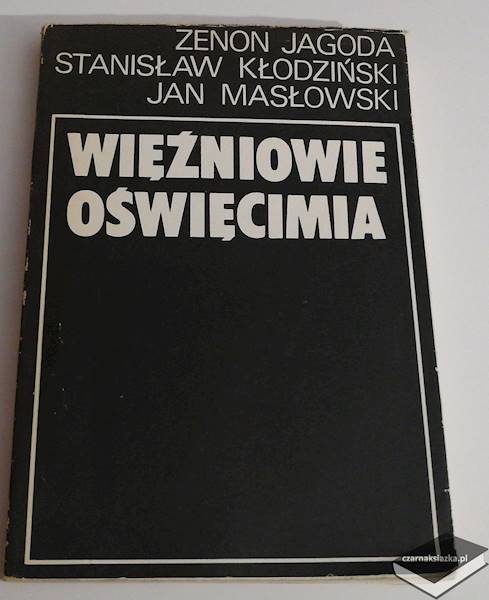 ZENON JAGODA
STANISŁAW KŁODZIŃSKI
JAN MASŁOWSKI
WIĘŹNIOWIE
OŚWIĘCIMIA
czarnaksiazka.pl